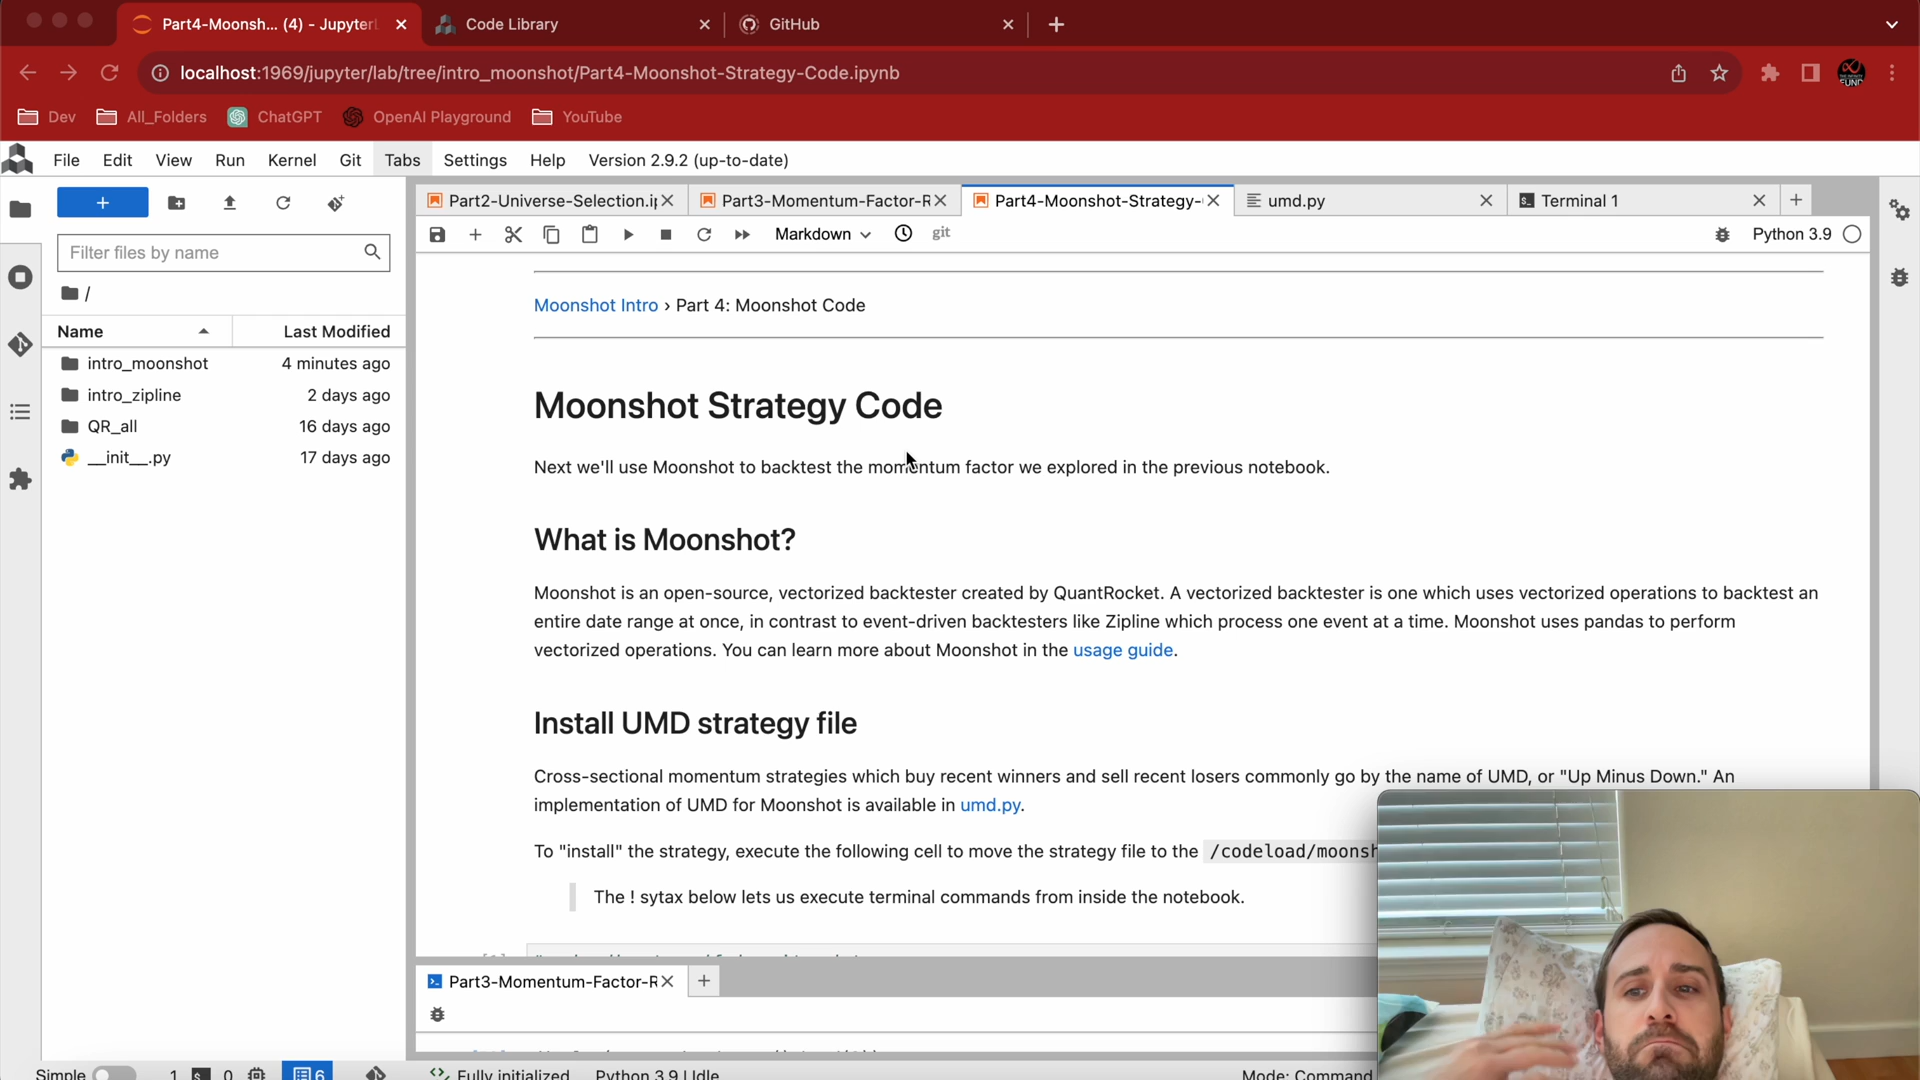 Part4-Moonsh... (4) - Jupyter
Code Library
GitHub
localhost:1969/jupyter/lab/tree/intro_moonshot/Part4-Moonshot-Strategy-Code.ipynb
Dev
All_Folders
ChatGPT
OpenAI Playground
YouTube
File
Edit
View
Run
Kernel
Git
Tabs
Settings
Help
Version 2.9.2 (up-to-date)
Part2-Universe-Selection.i
Part3-Momentum-Factor-R
Part4-Moonshot-Strategy-
umd.py
Terminal 1
Markdown
git
Python 3.9
Filter files by name
/
Name
Last Modified
intro_moonshot
4 minutes ago
intro_zipline
2 days ago
QR_all
16 days ago
__init__.py
17 days ago
Moonshot Intro › Part 4: Moonshot Code
Moonshot Strategy Code
Next we'll use Moonshot to backtest the momentum factor we explored in the previous notebook.
What is Moonshot?
Moonshot is an open-source, vectorized backtester created by QuantRocket. A vectorized backtester is one which uses vectorized operations to backtest an
entire date range at once, in contrast to event-driven backtesters like Zipline which process one event at a time. Moonshot uses pandas to perform
vectorized operations. You can learn more about Moonshot in the usage guide.
Install UMD strategy file
Cross-sectional momentum strategies which buy recent winners and sell recent losers commonly go by the name of UMD, or "Up Minus Down." An
implementation of UMD for Moonshot is available in umd.py.
To "install" the strategy, execute the following cell to move the strategy file to the /codeload/moonsh
The ! sytax below lets us execute terminal commands from inside the notebook.
Part3-Momentum-Factor-R
Simple
1
0
6
Fully initialized
Python 3.9 | Idle
Mode: Command